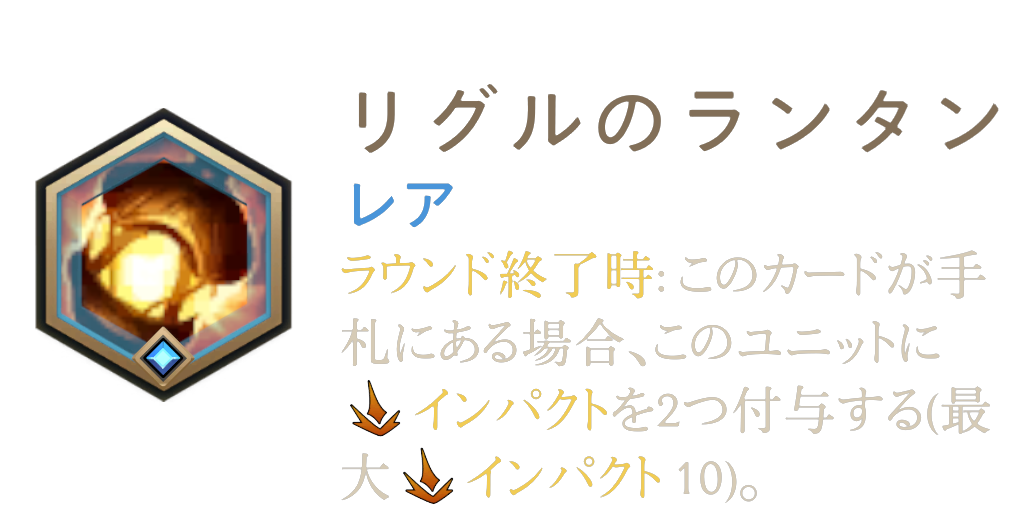 リグルのランタン
レア
ラウンド終了時: このカードが手
札にある場合、このユニットに
インパクトを2つ付与する(最
大 インパクト 10)。